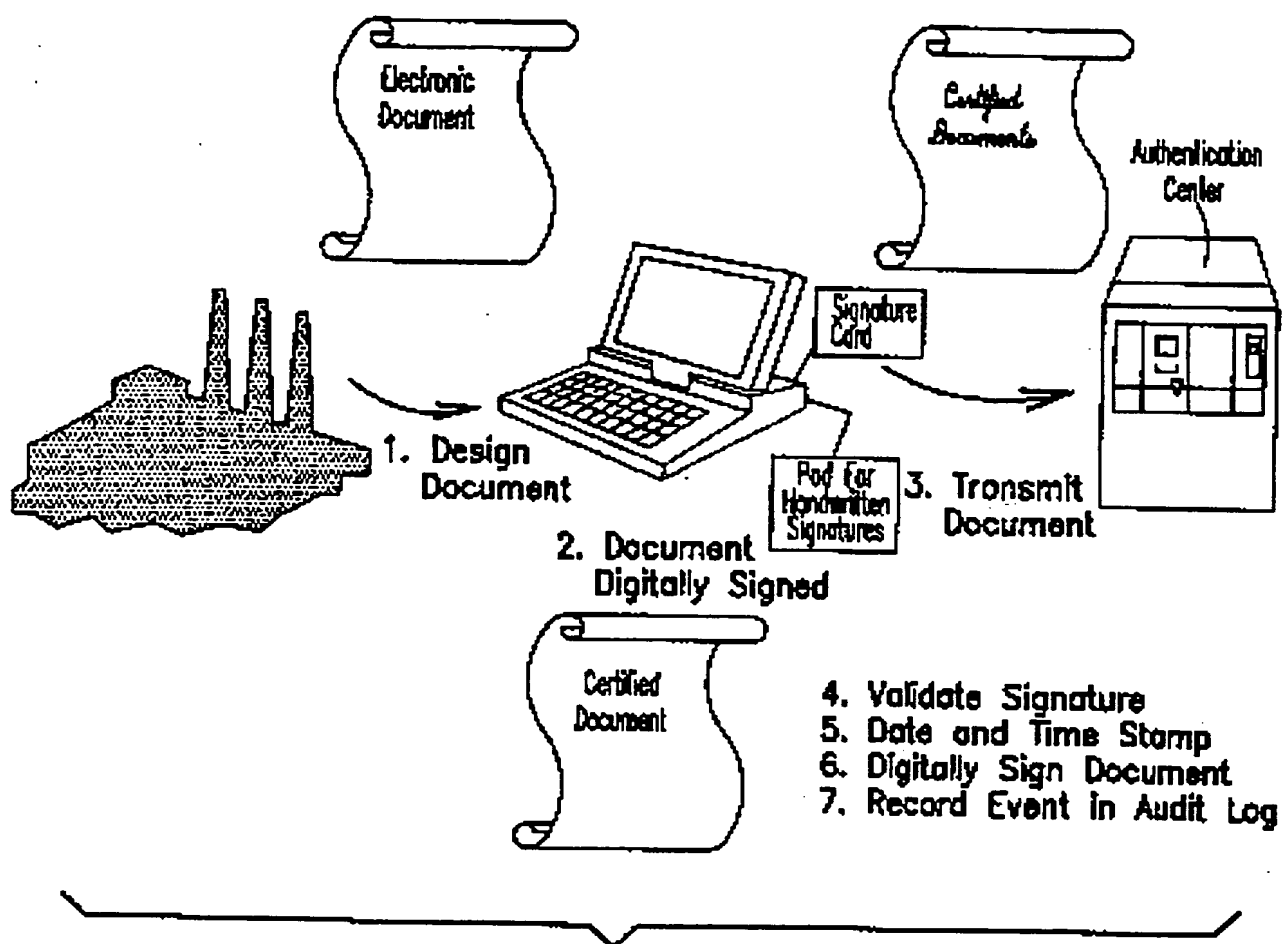 Electronic
Document
Certified
Documents
Authentication
Center
Signature
Card
1. Design
Document
Pad For
Handwritten
Signatures
3. Transmit
Document
2. Document
Digitally Signed
Certified
Document
4. Validate Signature
5. Date and Time Stamp
6. Digitally Sign Document
7. Record Event in Audit Log